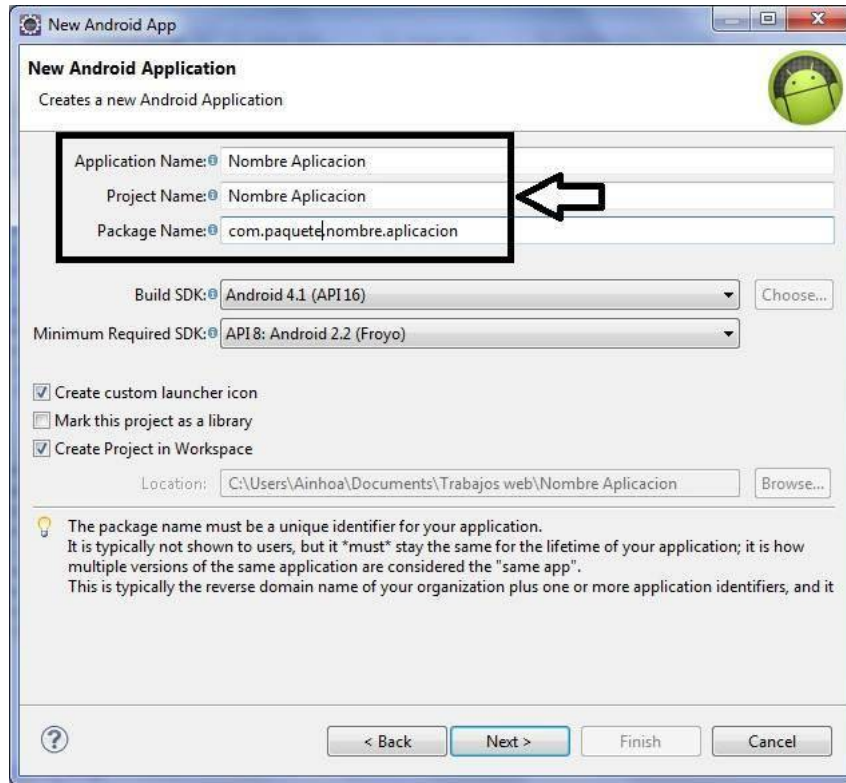 New Android App
New Android Application
Creates a new Android Application
Application Name: Nombre Aplicacion
Project Name: Nombre Aplicacion
Package Name: com.paquete.nombre.aplicacion
Build SDK: Android 4.1 (API 16) Choose...
Minimum Required SDK: API 8: Android 2.2 (Froyo)
Create custom launcher icon
Mark this project as a library
Create Project in Workspace
Location: C:\Users\Ainhoa\Documents\Trabajos web\Nombre Aplicacion Browse...
The package name must be a unique identifier for your application.
It is typically not shown to users, but it *must* stay the same for the lifetime of your application; it is how
multiple versions of the same application are considered the "same app".
This is typically the reverse domain name of your organization plus one or more application identifiers, and it
? < Back Next > Finish Cancel